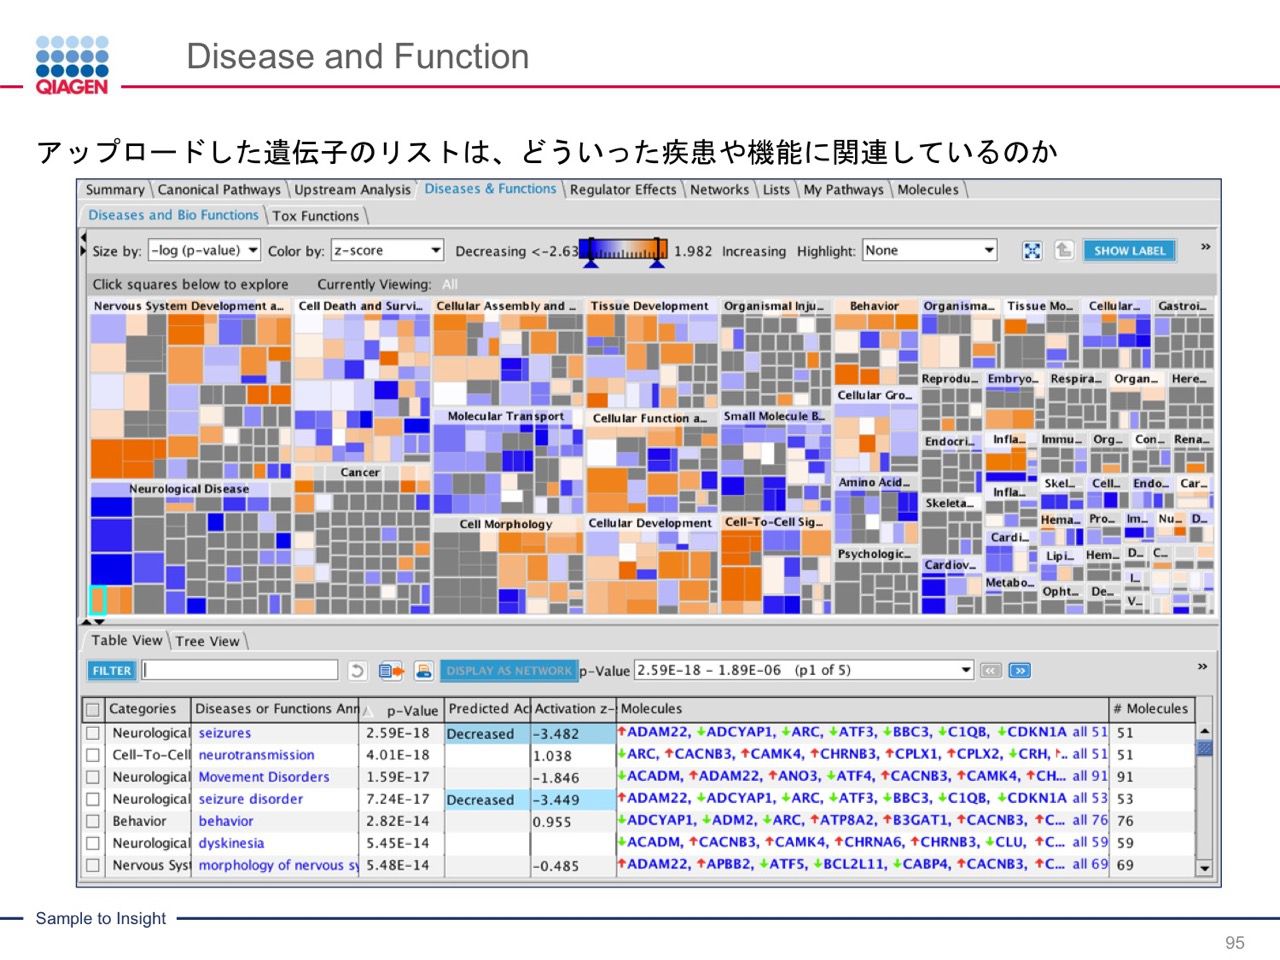 QIAGEN
Disease and Function
アップロードした遺伝子のリストは、どういった疾患や機能に関連しているのか
Summary Canonical Pathways Upstream Analysis Diseases & Functions Regulator Effects Networks Lists My Pathways Molecules
Diseases and Bio Functions Tox Functions
Size by: -log (p-value) Color by: z-score Decreasing <-2.63 1.982 Increasing Highlight: None SHOW LABEL »
Click squares below to explore Currently Viewing: All
Nervous System Development a... Cell Death and Survi... Cellular Assembly and ... Tissue Development Organismal Inju... Behavior Organisma... Tissue Mo... Cellular... Gastroi...
Reprodu... Embryo... Respira... Organ... Here...
Cellular Gro...
Molecular Transport Cellular Function a... Small Molecule B...
Endocri... Infla... Immu... Org... Con... Rena...
Cancer
Amino Acid... Skel... Cell... Endo... Car...
Neurological Disease Infla...
Skeleta...
Cell Morphology Cellular Development Cell-To-Cell Sig... Hema... Pro... Im... Nu... D...
Cardi...
Psychologic... Lipi... Hem... D... C...
Cardiov... Metabo... I...
Opht... De... V...
Table View Tree View
FILTER DISPLAY AS NETWORK p-Value 2.59E-18 - 1.89E-06 (p1 of 5) « » »
Categories Diseases or Functions Ann p-Value Predicted Ac Activation z- Molecules # Molecules
Neurological seizures 2.59E-18 Decreased -3.482 ↑ADAM22, ↓ADCYAP1, ↓ARC, ↓ATF3, ↓BBC3, ↓C1QB, ↓CDKN1A all 51 51
Cell-To-Cell neurotransmission 4.01E-18 1.038 ↓ARC, ↑CACNB3, ↑CAMK4, ↑CHRNB3, ↑CPLX1, ↑CPLX2, ↓CRH, ↑.. all 51 51
Neurological Movement Disorders 1.59E-17 -1.846 ↓ACADM, ↑ADAM22, ↑ANO3, ↓ATF4, ↑CACNB3, ↑CAMK4, ↑CH... all 91 91
Neurological seizure disorder 7.24E-17 Decreased -3.449 ↑ADAM22, ↓ADCYAP1, ↓ARC, ↓ATF3, ↓BBC3, ↓C1QB, ↓CDKN1A all 53 53
Behavior behavior 2.82E-14 0.955 ↓ADCYAP1, ↓ADM2, ↓ARC, ↑ATP8A2, ↑B3GAT1, ↑CACNB3, ↑C... all 76 76
Neurological dyskinesia 5.45E-14 ↓ACADM, ↑CACNB3, ↑CAMK4, ↑CHRNA6, ↑CHRNB3, ↓CLU, ↑C... all 59 59
Nervous Syst morphology of nervous sy 5.48E-14 -0.485 ↑ADAM22, ↑APBB2, ↓ATF5, ↓BCL2L11, ↓CABP4, ↑CACNB3, ↑C... all 69 69
Sample to Insight
95